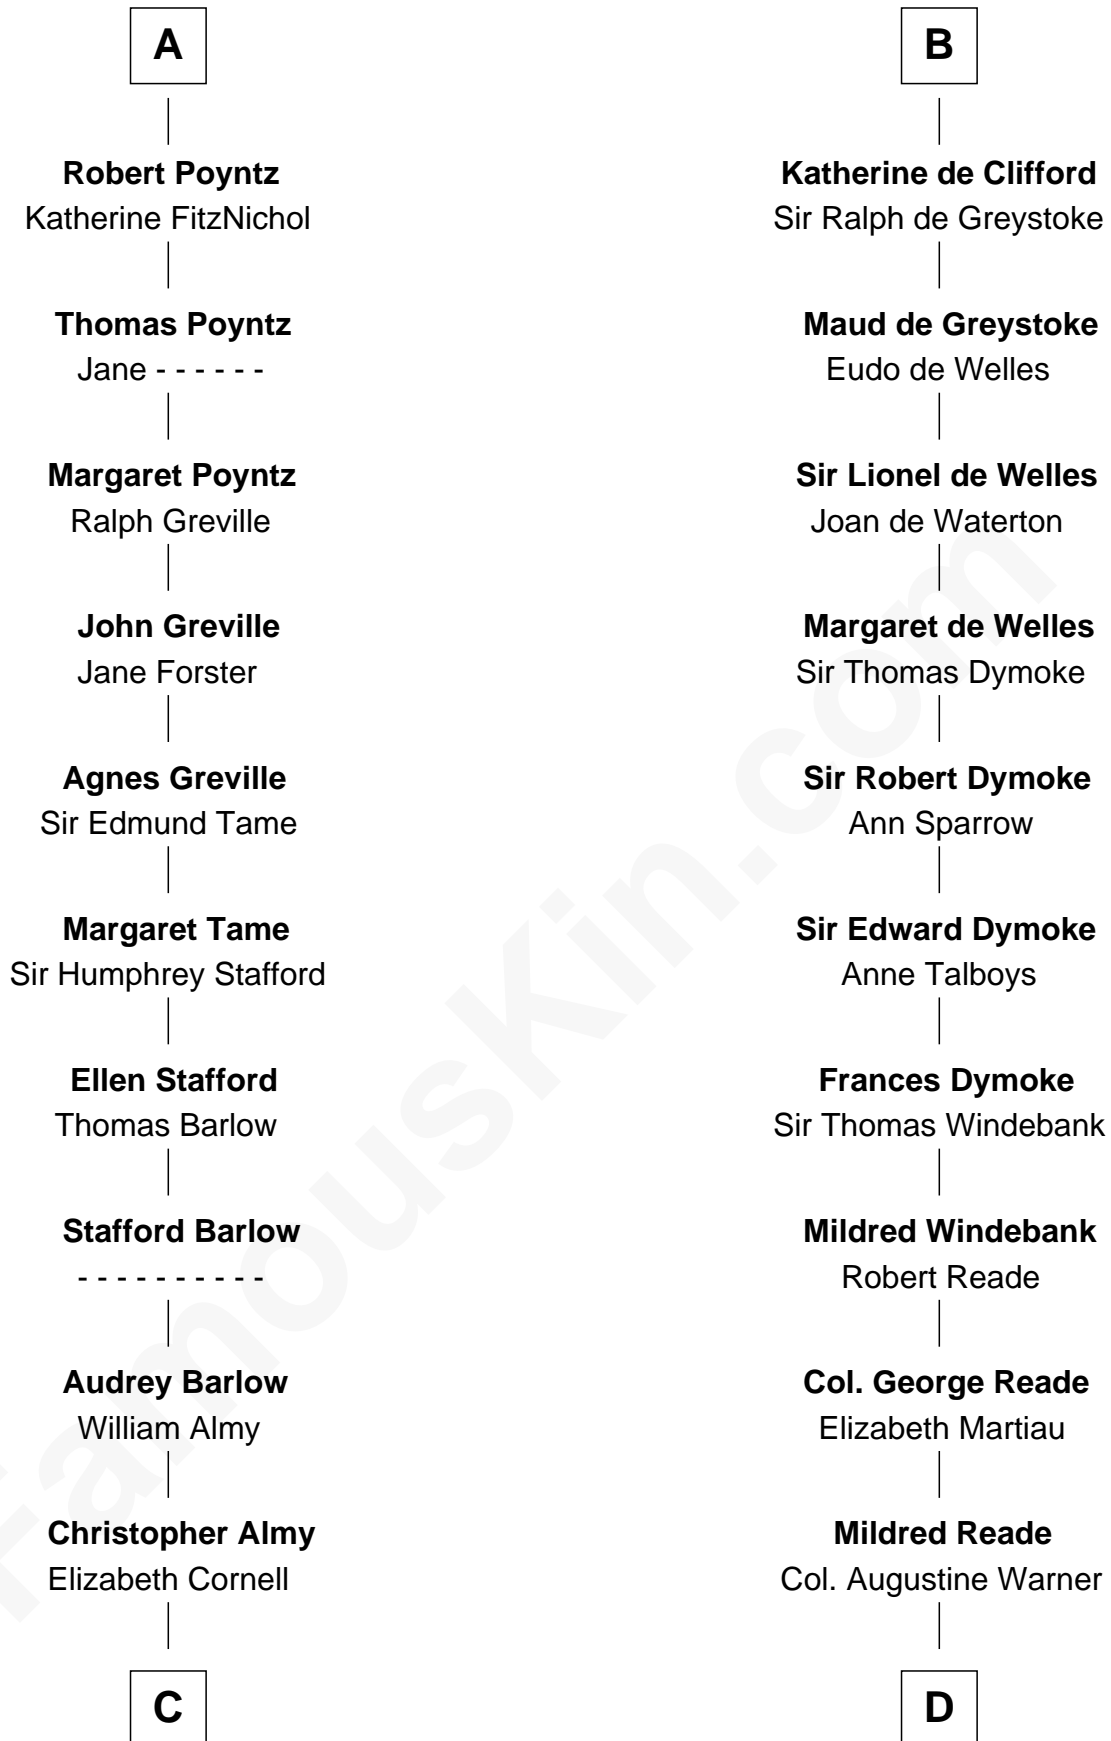 A
Robert Poyntz
Katherine FitzNichol
Thomas Poyntz
Jane - - - - - -
Margaret Poyntz
Ralph Greville
John Greville
Jane Forster
Agnes Greville
Sir Edmund Tame
Margaret Tame
Sir Humphrey Stafford
Ellen Stafford
Thomas Barlow
Stafford Barlow
- - - - - - - - - -
Audrey Barlow
William Almy
Christopher Almy
Elizabeth Cornell
C
B
Katherine de Clifford
Sir Ralph de Greystoke
Maud de Greystoke
Eudo de Welles
Sir Lionel de Welles
Joan de Waterton
Margaret de Welles
Sir Thomas Dymoke
Sir Robert Dymoke
Ann Sparrow
Sir Edward Dymoke
Anne Talboys
Frances Dymoke
Sir Thomas Windebank
Mildred Windebank
Robert Reade
Col. George Reade
Elizabeth Martiau
Mildred Reade
Col. Augustine Warner
D
FamousKin.com